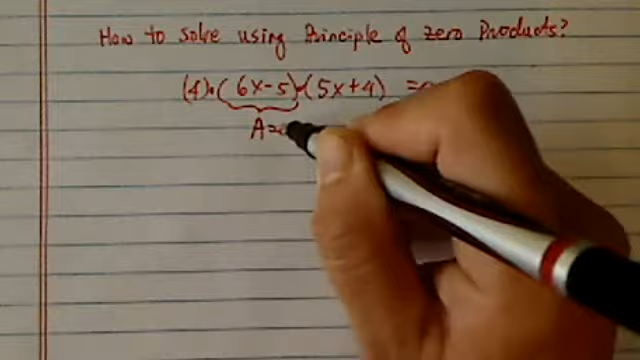 How to solve using Principle of zero Products?
(4)·(6x-5)·(5x+4) =
A=